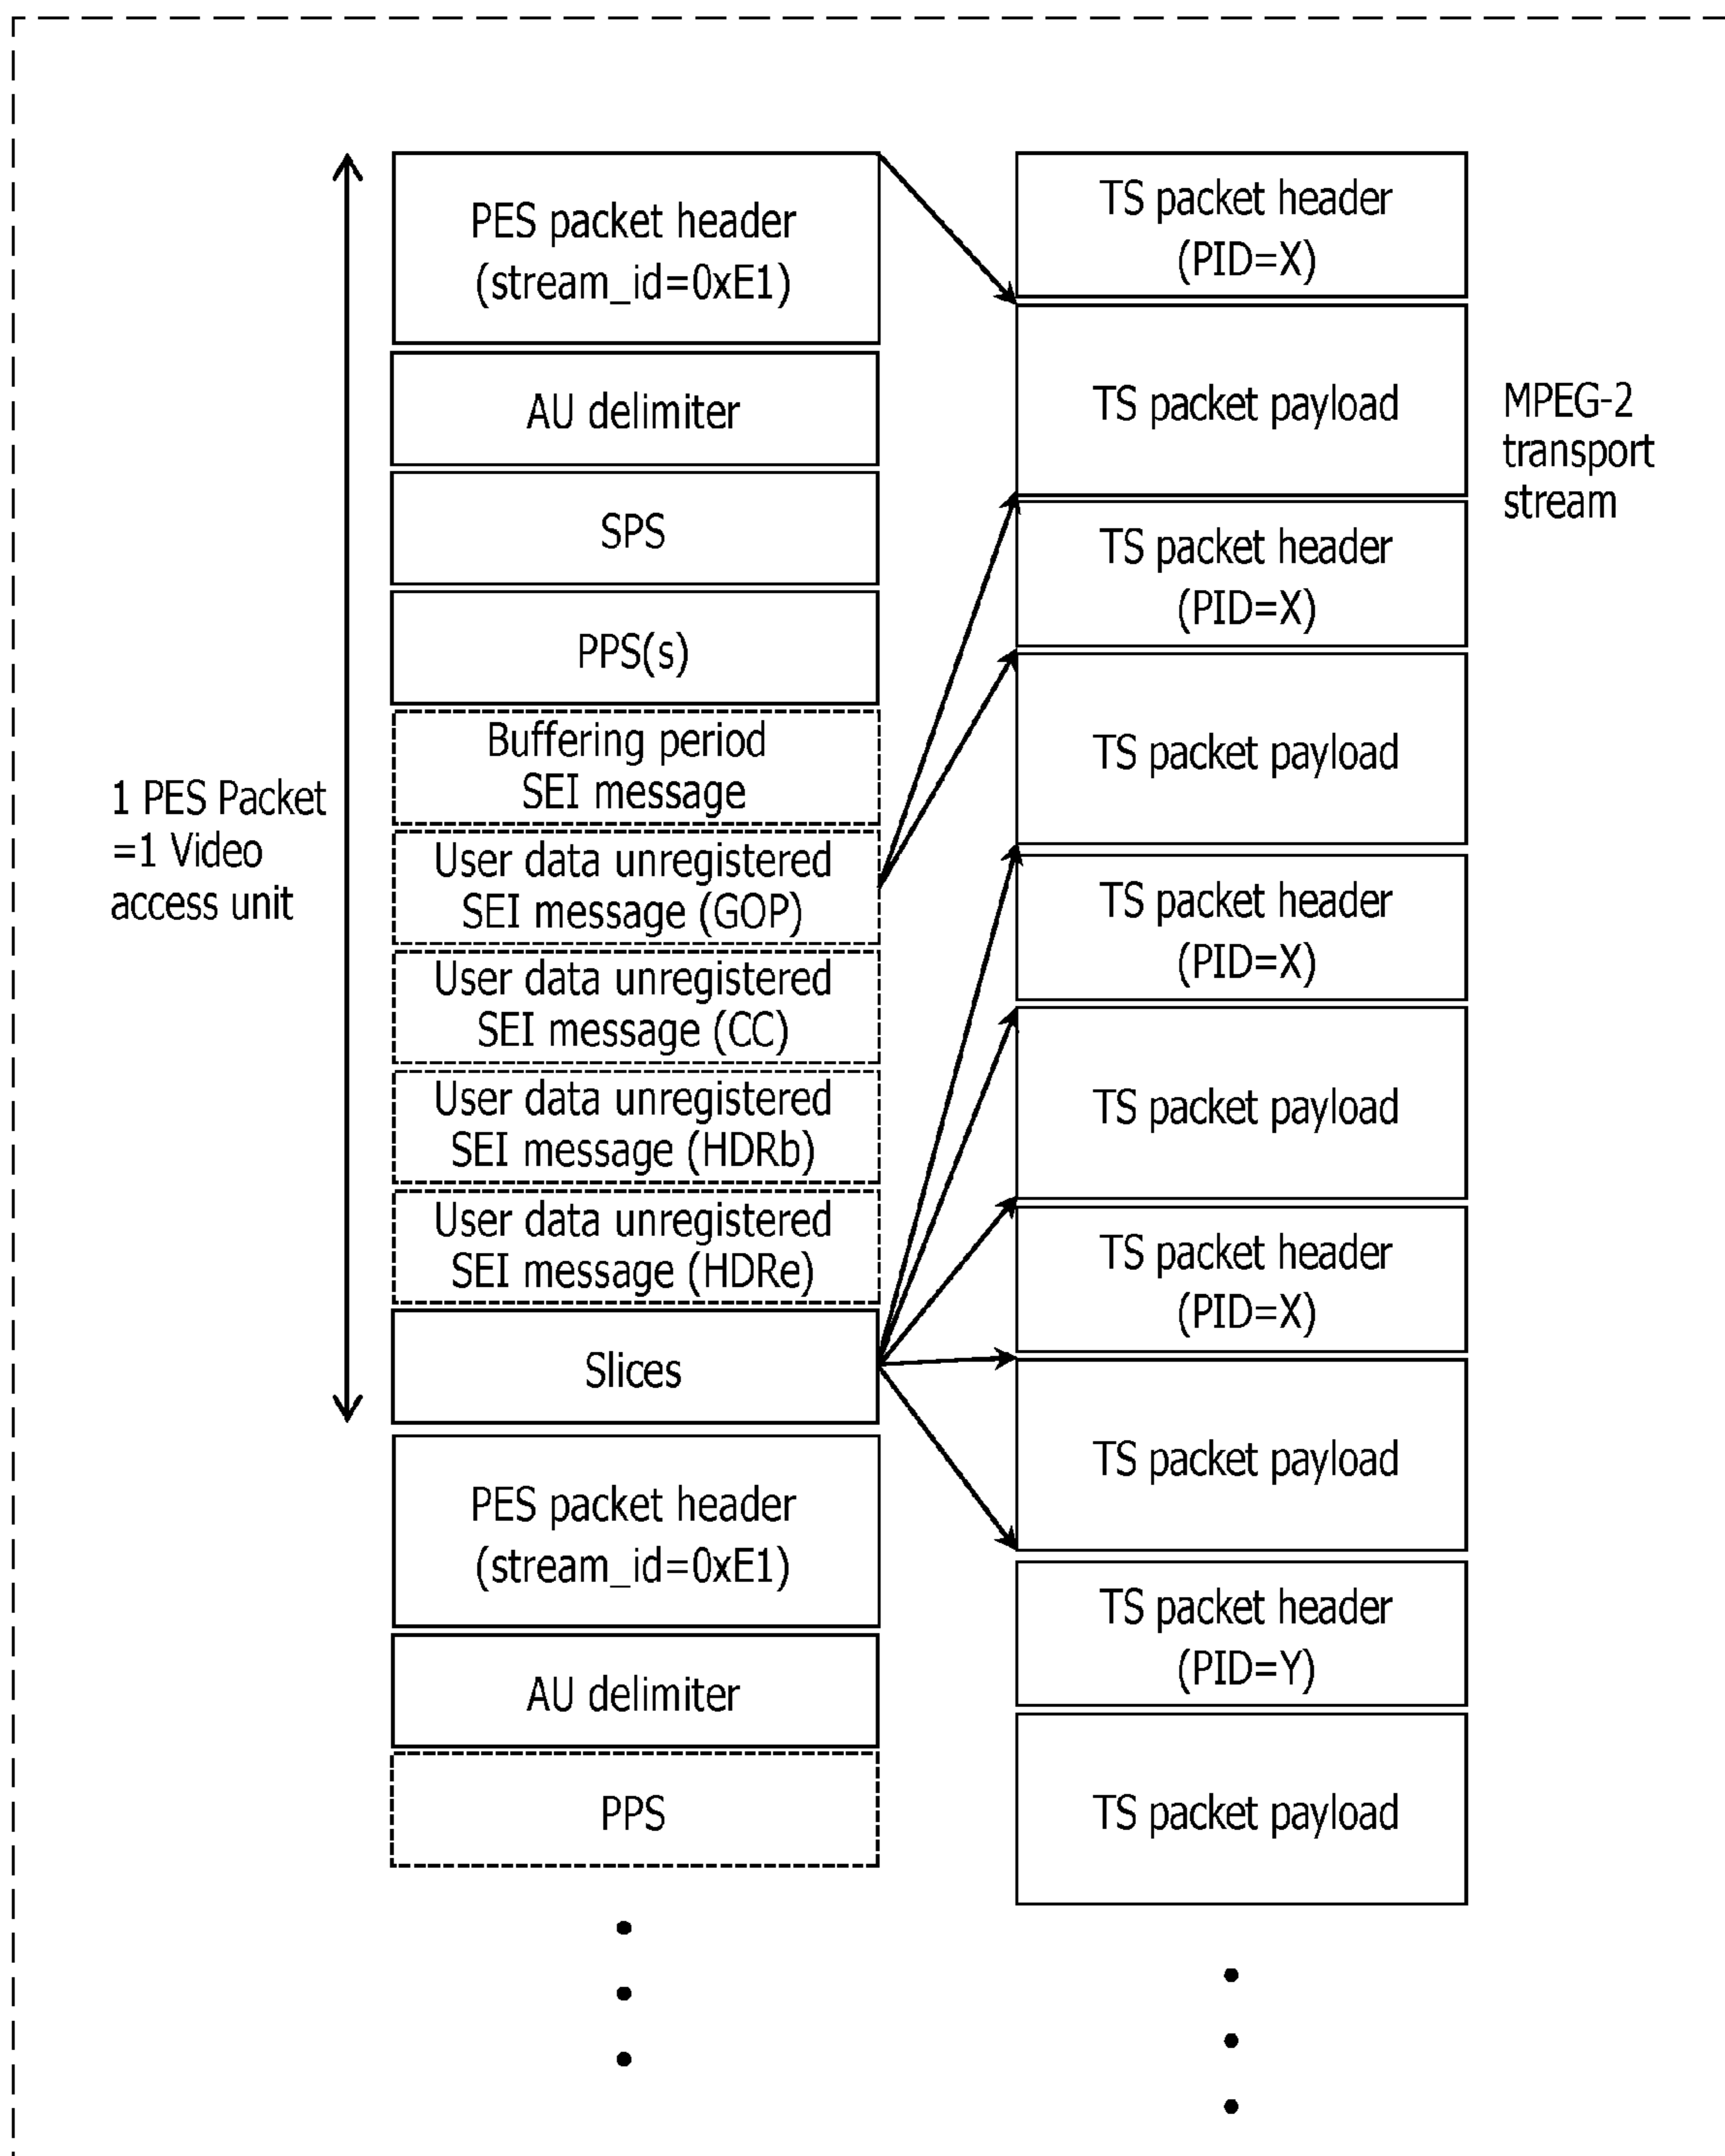 1 PES Packet
=1 Video
access unit
PES packet header
(stream_id=0xE1)
AU delimiter
SPS
PPS(s)
Buffering period
SEI message
User data unregistered
SEI message (GOP)
User data unregistered
SEI message (CC)
User data unregistered
SEI message (HDRb)
User data unregistered
SEI message (HDRe)
Slices
PES packet header
(stream_id=0xE1)
AU delimiter
PPS
TS packet header
(PID=X)
TS packet payload
TS packet header
(PID=X)
TS packet payload
TS packet header
(PID=X)
TS packet payload
TS packet header
(PID=X)
TS packet payload
TS packet header
(PID=Y)
TS packet payload
MPEG-2
transport
stream